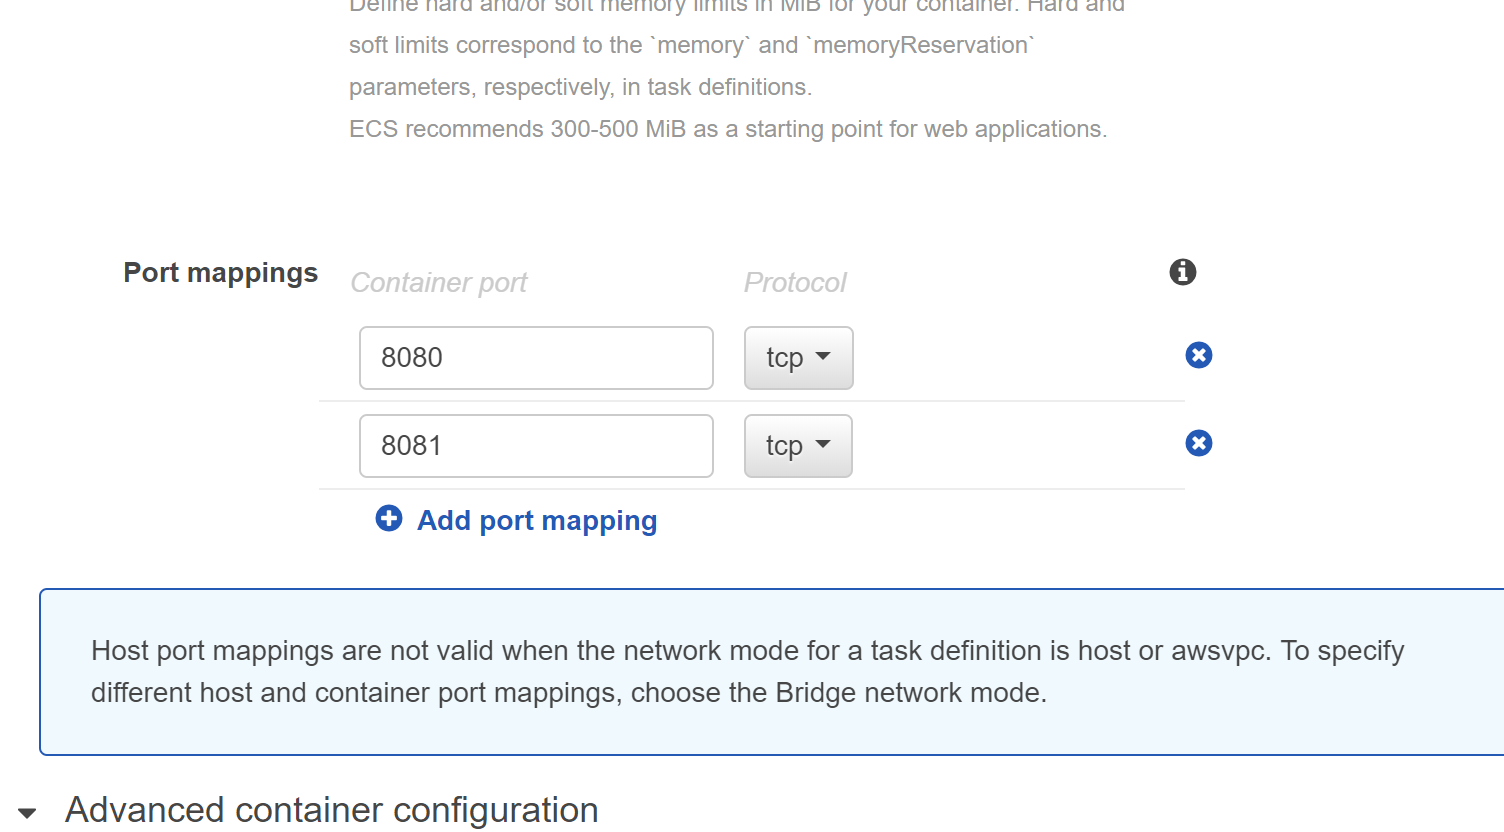 Define hard and/or soft memory limits in MiB for your container. Hard and
soft limits correspond to the `memory` and `memoryReservation`
parameters, respectively, in task definitions.
ECS recommends 300-500 MiB as a starting point for web applications.
Port mappings
Container port Protocol
8080 tcp
8081 tcp
Add port mapping
Host port mappings are not valid when the network mode for a task definition is host or awsvpc. To specify
different host and container port mappings, choose the Bridge network mode.
Advanced container configuration